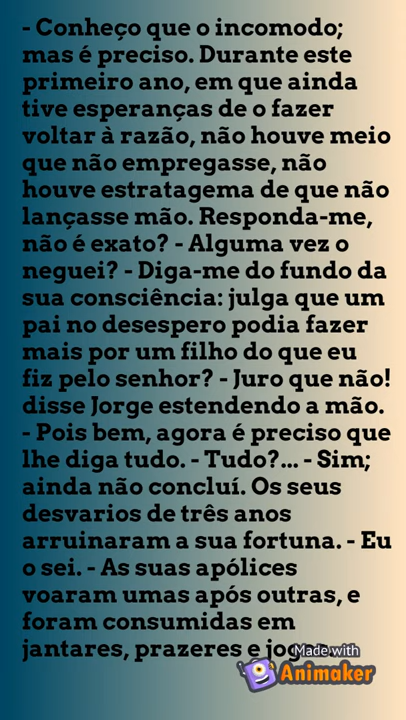 - Conheço que o incomodo;
mas é preciso. Durante este
primeiro ano, em que ainda
tive esperanças de o fazer
voltar à razão, não houve meio
que não empregasse, não
houve estratagema de que não
lançasse mão. Responda-me,
não é exato? - Alguma vez o
neguei? - Diga-me do fundo da
sua consciência: julga que um
pai no desespero podia fazer
mais por um filho do que eu
fiz pelo senhor? - Juro que não!
disse Jorge estendendo a mão.
- Pois bem, agora é preciso que
lhe diga tudo. - Tudo?... - Sim;
ainda não concluí. Os seus
desvarios de três anos
arruinaram a sua fortuna. - Eu
o sei. - As suas apólices
voaram umas após outras, e
foram consumidas em
jantares, prazeres e
Made with
Animaker